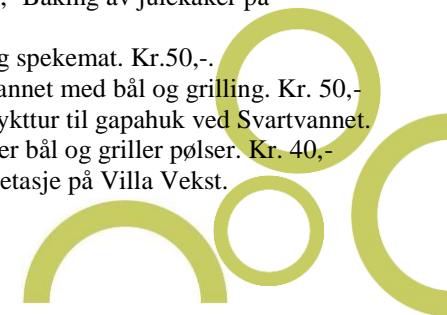 "Baking av julekaker på
g spekemat. Kr.50,-.
annet med bål og grilling. Kr. 50,-
ykttur til gapahuk ved Svartvannet.
er bål og griller pølser. Kr. 40,-
etasje på Villa Vekst.